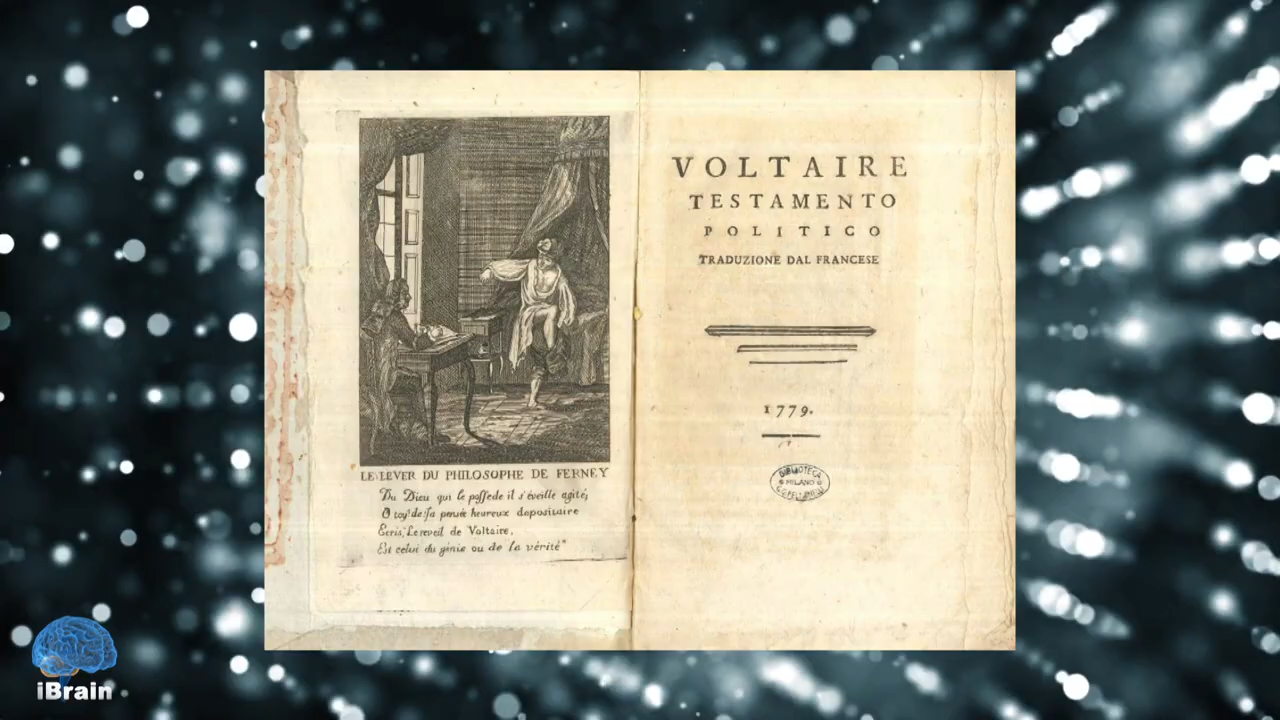 LE LEVER DU PHILOSOPHE DE FERNEY
Du Dieu qui le possede il s'éveille agité,
O toy! de sa pensée heureux depositaire
Ecris, Le reveil de Voltaire,
Est celui du génie ou de la vérité"
VOLTAIRE
TESTAMENTO
POLITICO
TRADUZIONE DAL FRANCESE
1779.
BIBLIOTECA
MILANO
iBrain